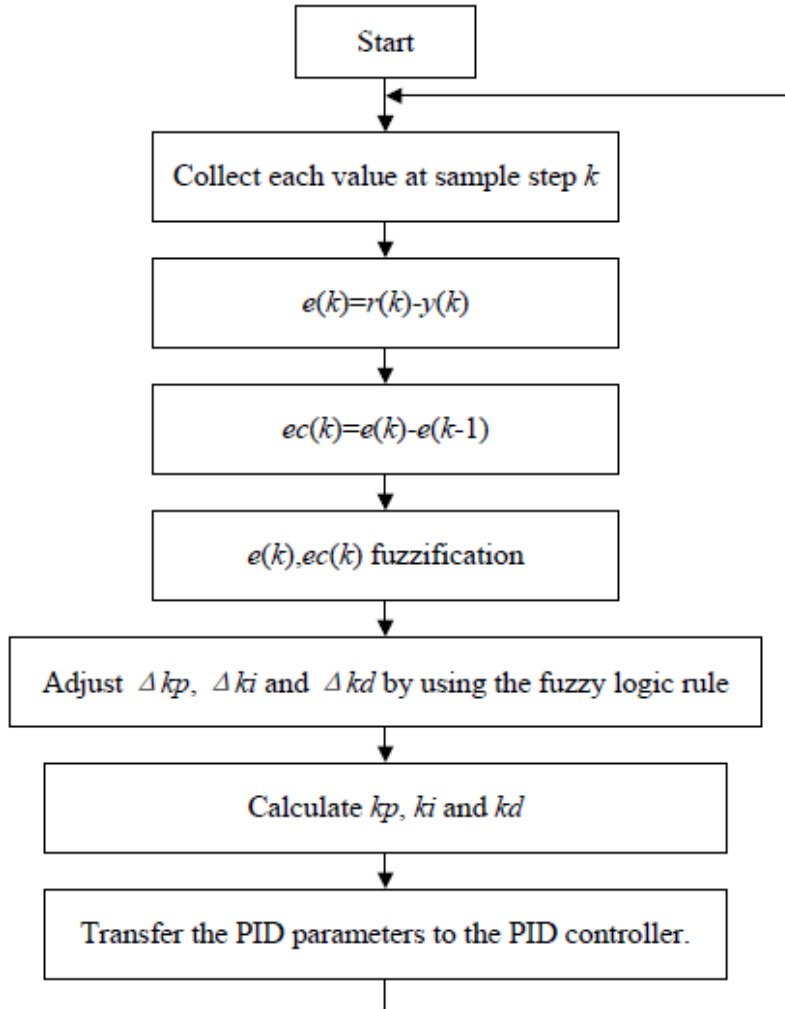 Start
Collect each value at sample step k
e(k)=r(k)-y(k)
ec(k)=e(k)-e(k-1)
e(k),ec(k) fuzzification
Adjust Δkp, Δki and Δkd by using the fuzzy logic rule
Calculate kp, ki and kd
Transfer the PID parameters to the PID controller.